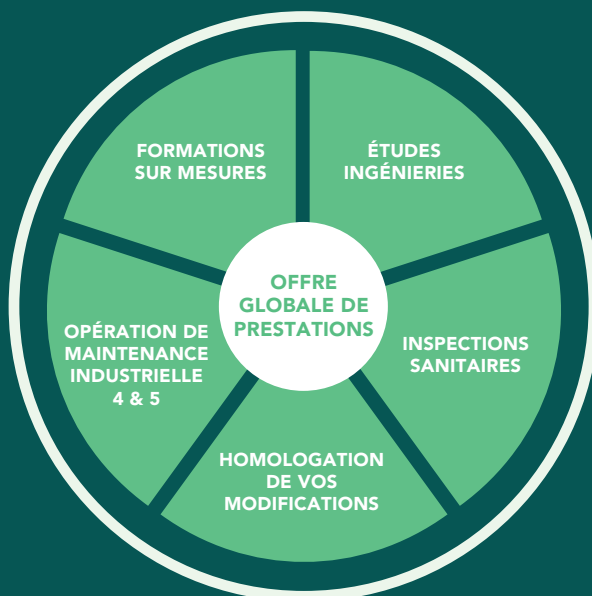 FORMATIONS
SUR MESURES
ÉTUDES
INGÉNIERIES
OFFRE
GLOBALE DE
PRESTATIONS
OPÉRATION DE
MAINTENANCE
INDUSTRIELLE
4 & 5
INSPECTIONS
SANITAIRES
HOMOLOGATION
DE VOS
MODIFICATIONS